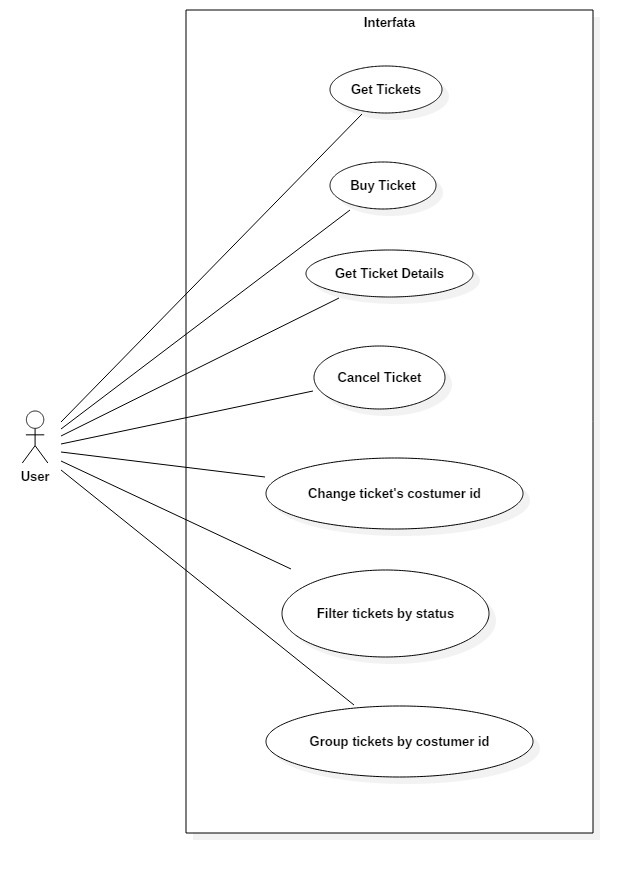 Interfata
Get Tickets
Buy Ticket
Get Ticket Details
Cancel Ticket
User
Change ticket's costumer id
Filter tickets by status
Group tickets by costumer id